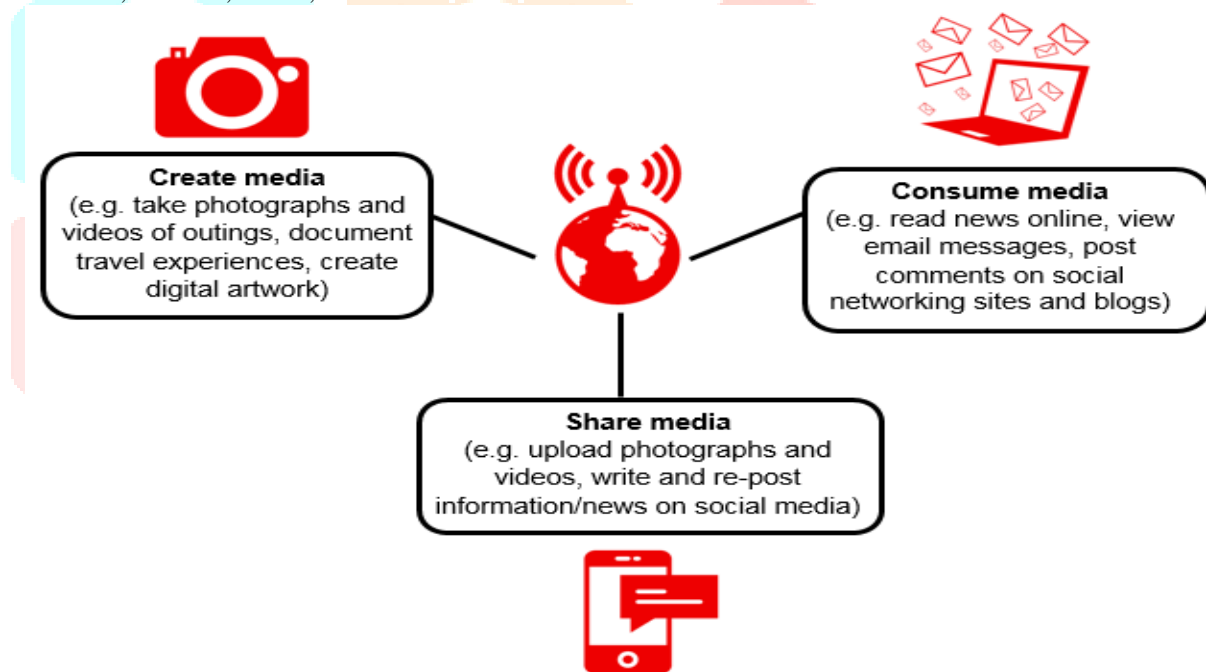 Create media
(e.g. take photographs and
videos of outings, document
travel experiences, create
digital artwork)
Consume media
(e.g. read news online, view
email messages, post
comments on social
networking sites and blogs)
Share media
(e.g. upload photographs and
videos, write and re-post
information/news on social media)